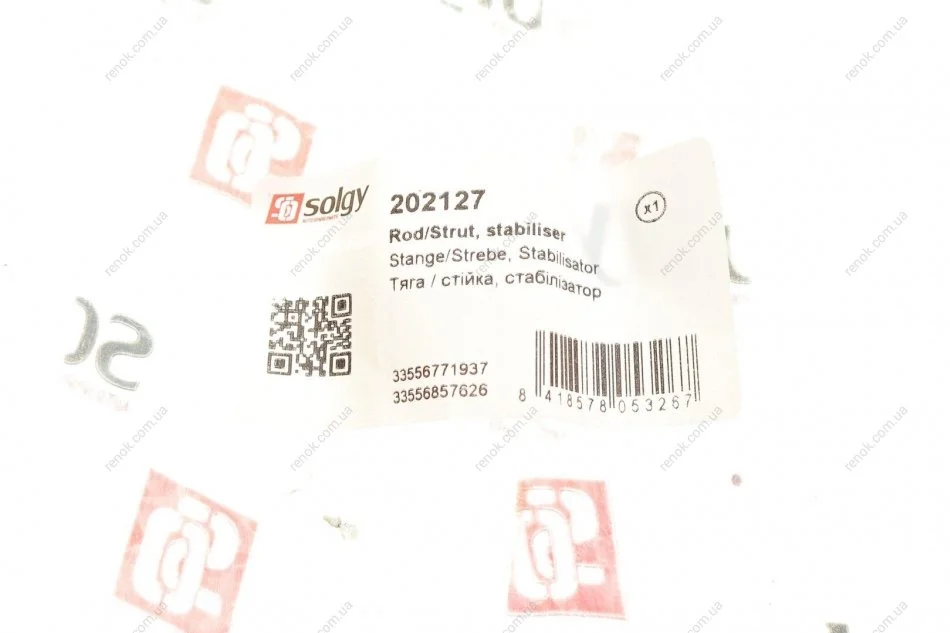 solgy
202127
x1
Rod/Strut, stabiliser
Stange/Strebe, Stabilisator
Тяга / стійка, стабілізатор
33556771937
33556857626
8 418578 053267
renok.com.ua